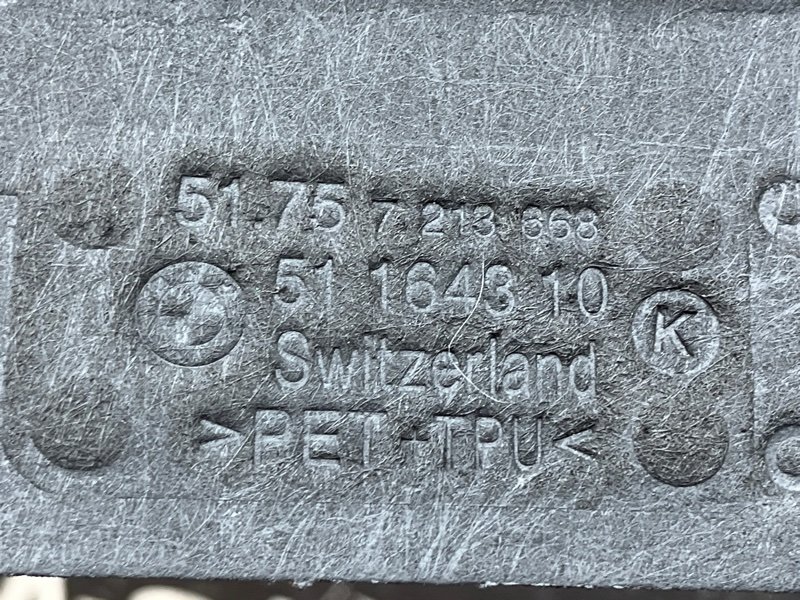 51.75 7 213 668
51 1643 10
K
Switzerland
>PET+TPU<